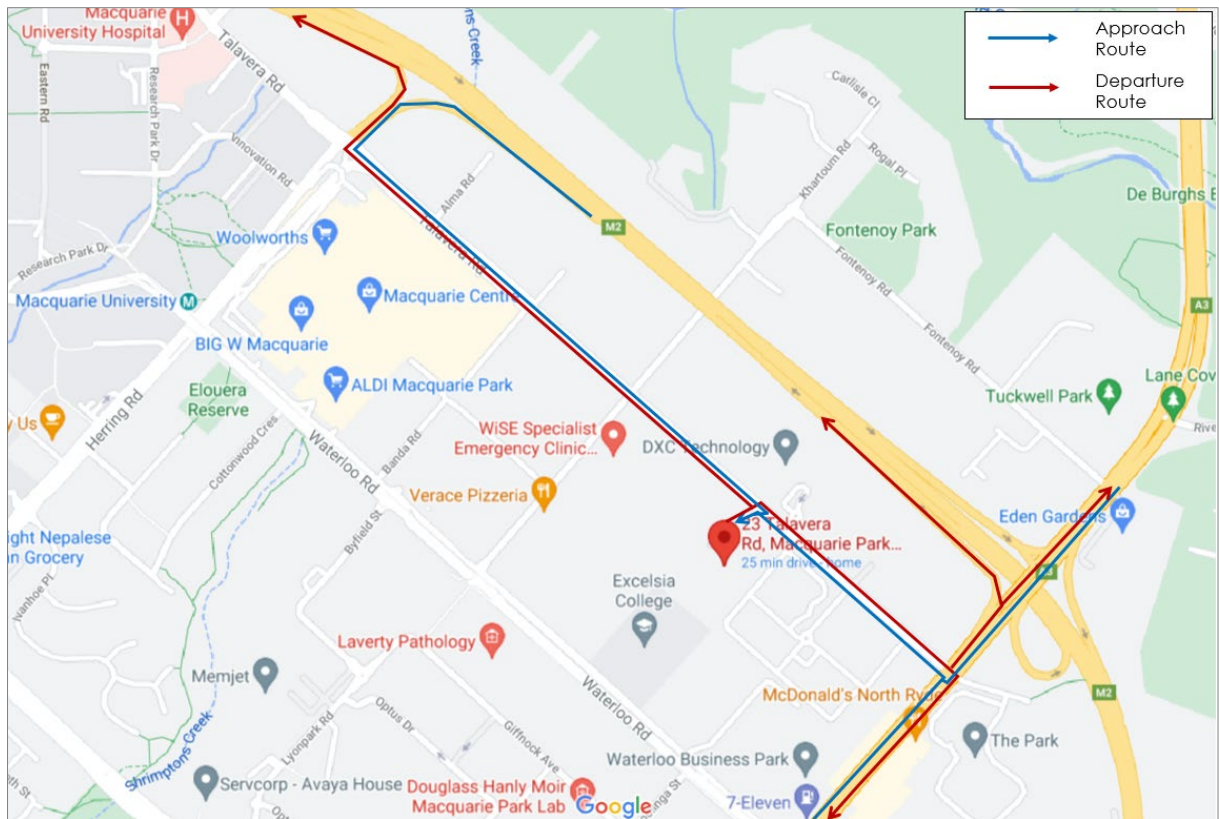 Macquarie
University Hospital
H
Talavera Rd
Eastern Rd
Research Park Dr
Innovation Rd
Research Park Dr
Woolworths
Macquarie University
M
Macquarie Centre
BIG W Macquarie
ALDI Macquarie Park
Elouera
Reserve
Herring Rd
Cottonwood Cres
Waterloo Rd
Banda Rd
Byfield St
Ivanhoe Pl
Alma Rd
Talavera Rd
M2
Khartoum Rd
Carlisle Cl
Rogal Pl
Approach
Route
Departure
Route
De Burghs
Fontenoy Park
Fontenoy Rd
Fontenoy Rd
A3
Tuckwell Park
Lane Cov
WiSE Specialist
Emergency Clinic...
DXC Technology
Verace Pizzeria
23 Talavera
Rd, Macquarie Park...
25 min drive - home
Eden Gardens
Excelsia
College
Laverty Pathology
Memjet
Shrimptons Creek
Lyonpark Rd
Optus Dr
Giffnock Ave
Waterloo Rd
McDonald's North Ryde
M2
The Park
Waterloo Business Park
7-Eleven
Servcorp - Avaya House
Douglass Hanly Moir
Macquarie Park Lab
Google
ight Nepalese
n Grocery
y Us